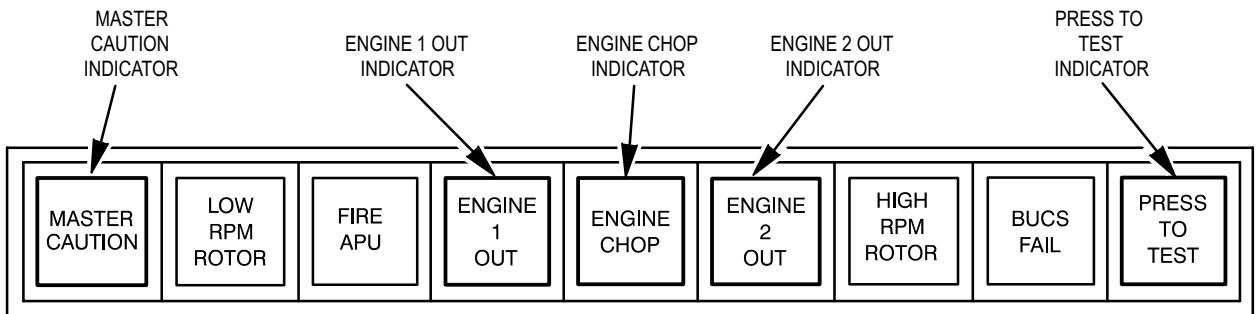 MASTER
CAUTION
INDICATOR
ENGINE 1 OUT
INDICATOR
ENGINE CHOP
INDICATOR
ENGINE 2 OUT
INDICATOR
PRESS TO
TEST
INDICATOR
MASTER
CAUTION
LOW
RPM
ROTOR
FIRE
APU
ENGINE
1
OUT
ENGINE
CHOP
ENGINE
2
OUT
HIGH
RPM
ROTOR
BUCS
FAIL
PRESS
TO
TEST